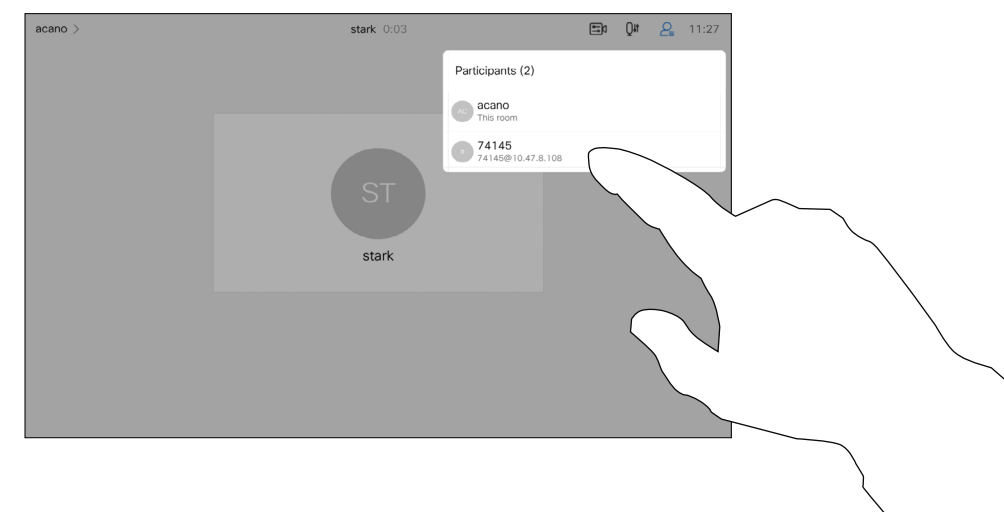 acano >
stark 0:03
11:27
Participants (2)
AC
acano
This room
74145
74145@10.47.8.108
ST
stark